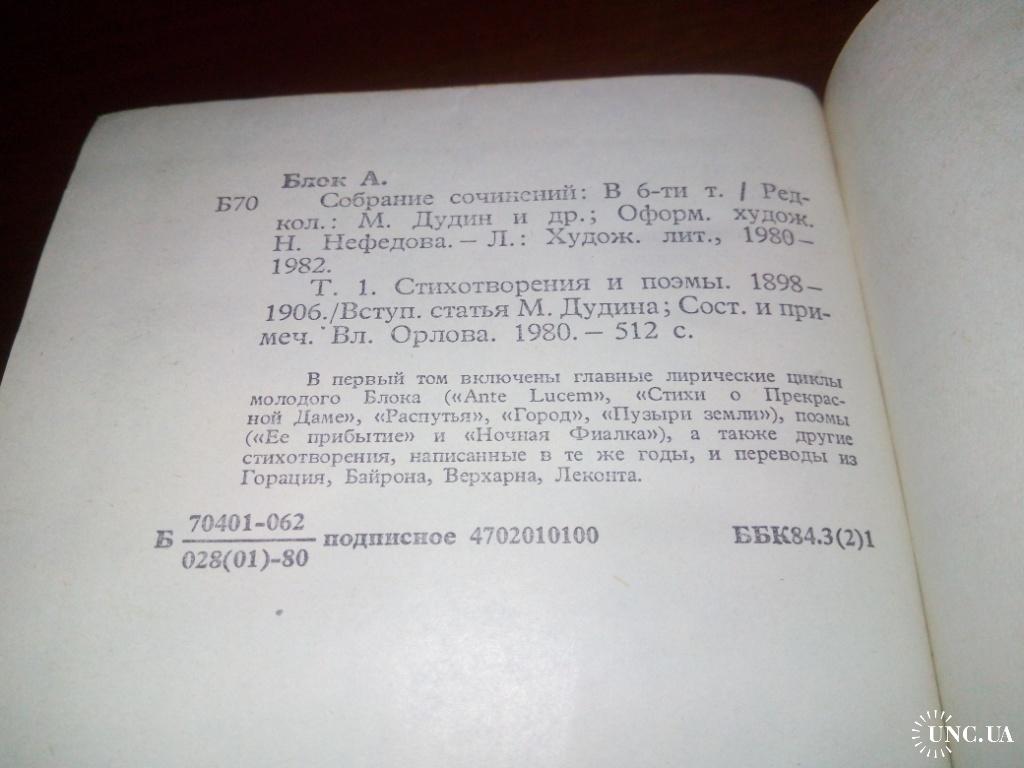 Блок А.
Б70 Собрание сочинений: В 6-ти т. / Ред-
кол.: М. Дудин и др.; Оформ. худож.
Н. Нефедова. — Л.: Худож. лит., 1980—
1982.
Т. 1. Стихотворения и поэмы. 1898—
1906./Вступ. статья М. Дудина; Сост. и при-
меч. Вл. Орлова. 1980. — 512 с.
В первый том включены главные лирические циклы
молодого Блока («Ante Lucem», «Стихи о Прекрас-
ной Даме», «Распутья», «Город», «Пузыри земли»), поэмы
(«Ее прибытие» и «Ночная Фиалка»), а также другие
стихотворения, написанные в те же годы, и переводы из
Горация, Байрона, Верхарна, Леконта.
70401-062
Б подписное 4702010100 ББК84.3(2)1
028(01)-80
UNC.UA